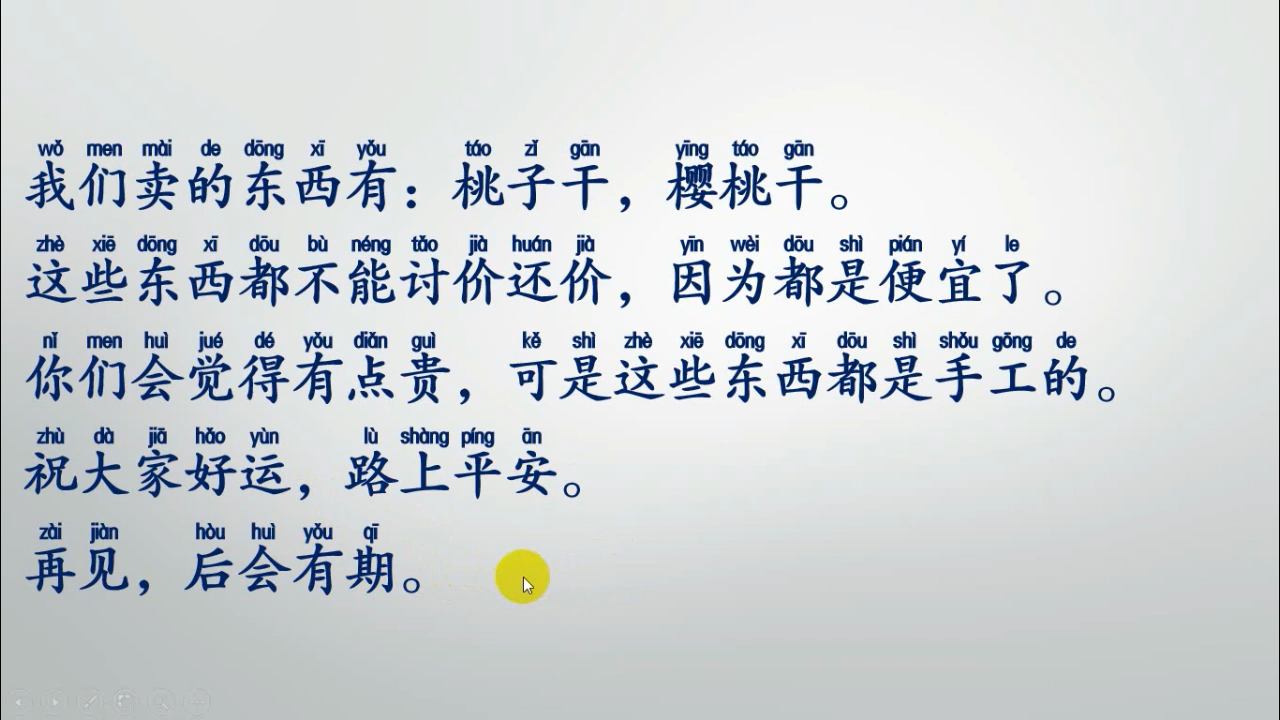 wǒ men mài de dōng xī yǒu táo zǐ gān yīng táo gān
我们卖的东西有：桃子干，樱桃干。
zhè xiē dōng xī dōu bù néng tǎo jià huán jià yīn wèi dōu shì pián yí le
这些东西都不能讨价还价，因为都是便宜了。
nǐ men huì jué dé yǒu diǎn guì kě shì zhè xiē dōng xī dōu shì shǒu gōng de
你们会觉得有点贵，可是这些东西都是手工的。
zhù dà jiā hǎo yùn lù shàng píng ān
祝大家好运，路上平安。
zài jiàn hòu huì yǒu qī
再见，后会有期。